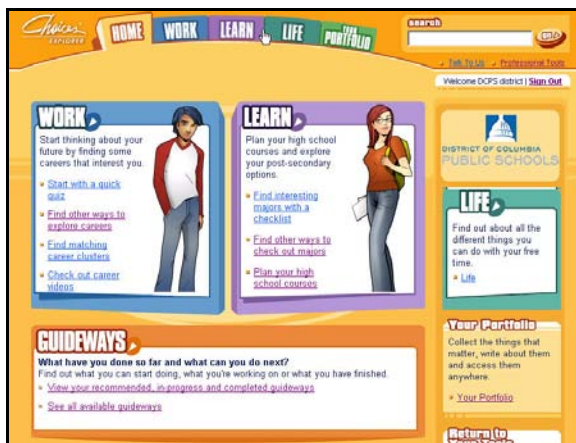 Choices
EXPLORER
HOME
WORK
LEARN
LIFE
YOUR
PORTFOLIO
search
GO
Talk To Us
Professional Tools
Welcome DCPS district | Sign Out
WORK
Start thinking about your
future by finding some
careers that interest you.
Start with a quick
quiz
Find other ways to
explore careers
Find matching
career clusters
Check out career
videos
LEARN
Plan your high school
courses and explore
your post-secondary
options.
Find interesting
majors with a
checklist
Find other ways to
check out majors
Plan your high
school courses
DISTRICT OF COLUMBIA
PUBLIC SCHOOLS
LIFE
Find out about all the
different things you
can do with your free
time.
Life
GUIDEWAYS
What have you done so far and what can you do next?
Find out what you can start doing, what you're working on or what you have finished.
View your recommended, in-progress and completed guideways
See all available guideways
Your Portfolio
Collect the things that
matter, write about them
and access them
anywhere.
Your Portfolio
Return to
Your Tools